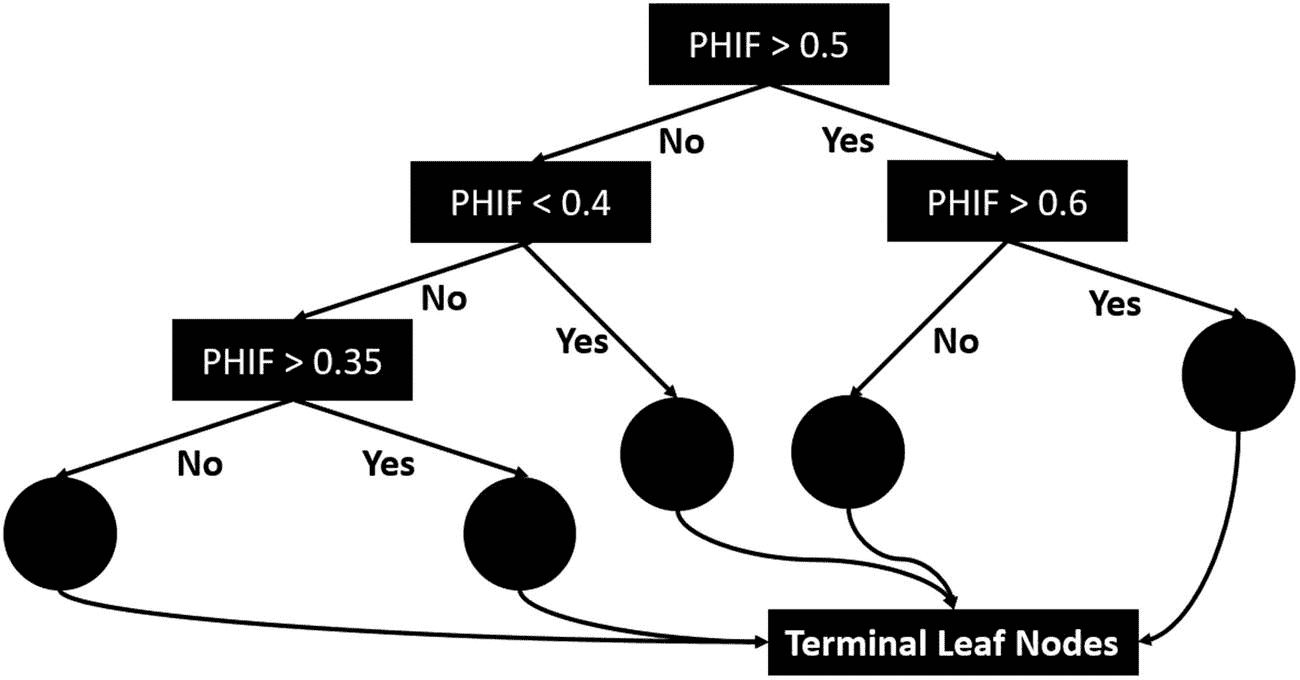 PHIF > 0.5
No
Yes
PHIF < 0.4
PHIF > 0.6
No
Yes
No
Yes
PHIF > 0.35
No
Yes
Terminal Leaf Nodes